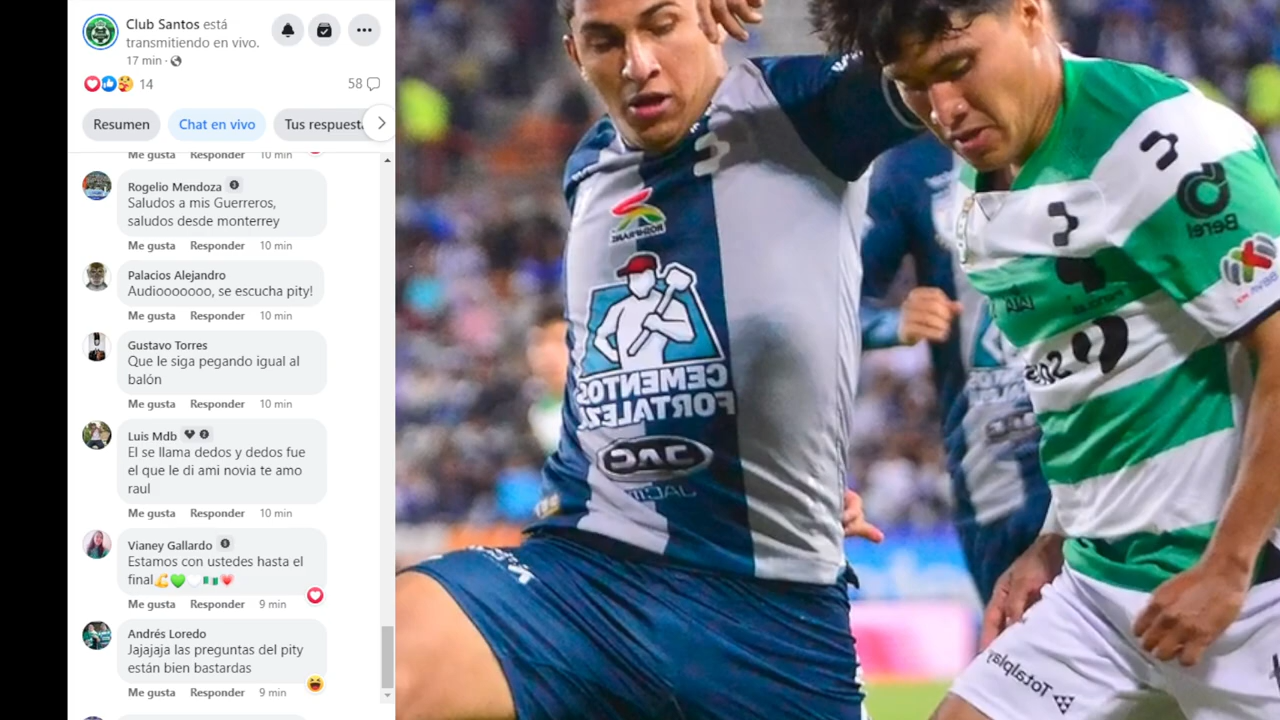 Club Santos está
transmitiendo en vivo.
17 min ·
14
58
Resumen
Chat en vivo
Tus respuest
Me gusta Responder 10 min
Rogelio Mendoza
Saludos a mis Guerreros,
saludos desde monterrey
Me gusta Responder 10 min
Palacios Alejandro
Audiooooooo, se escucha pity!
Me gusta Responder 10 min
Gustavo Torres
Que le siga pegando igual al
balón
Me gusta Responder 10 min
Luis Mdb
El se llama dedos y dedos fue
el que le di ami novia te amo
raul
Me gusta Responder 10 min
Vianey Gallardo
Estamos con ustedes hasta el
final💪💚🤍🇳🇬❤️
Me gusta Responder 9 min
Andrés Loredo
Jajajaja las preguntas del pity
están bien bastardas
Me gusta Responder 9 min
CEMENTOS
FORTALEZ
JAC
Berel
Totalplay